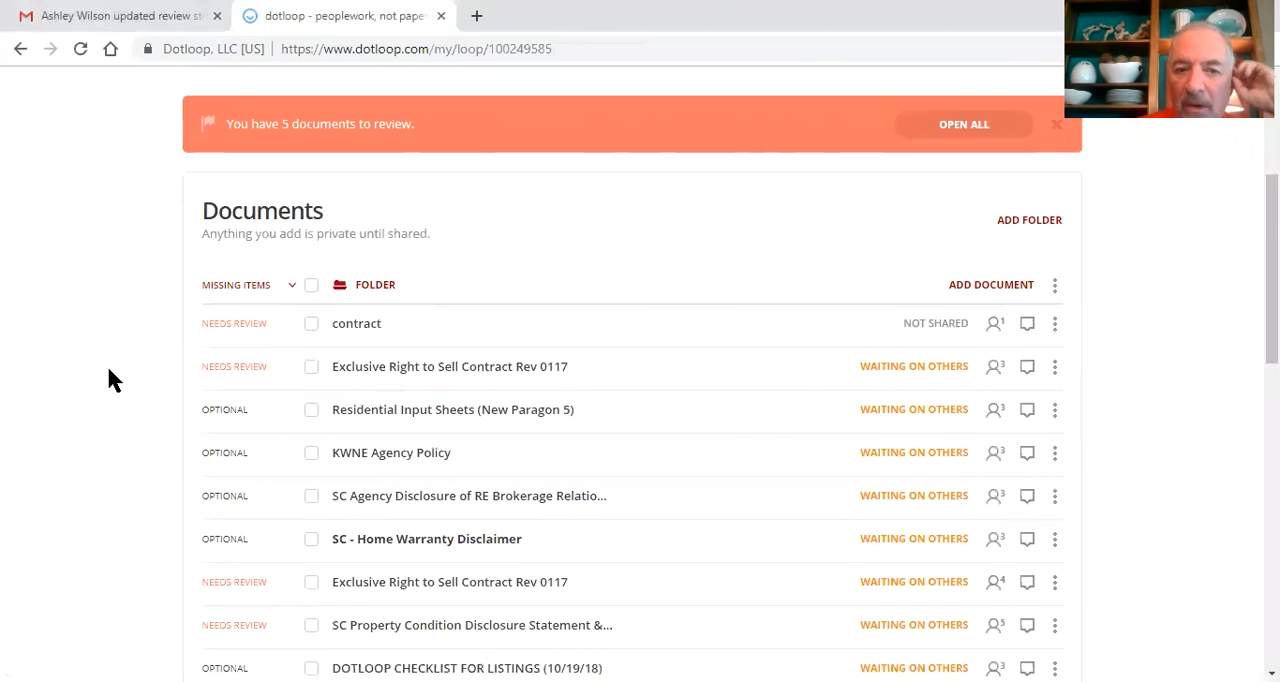 Ashley Wilson updated review st
dotloop - peoplework, not pape
Dotloop, LLC [US]
https://www.dotloop.com/my/loop/100249585
You have 5 documents to review.
OPEN ALL
Documents
Anything you add is private until shared.
ADD FOLDER
MISSING ITEMS
FOLDER
ADD DOCUMENT
NEEDS REVIEW contract NOT SHARED 1
NEEDS REVIEW Exclusive Right to Sell Contract Rev 0117 WAITING ON OTHERS 3
OPTIONAL Residential Input Sheets (New Paragon 5) WAITING ON OTHERS 3
OPTIONAL KWNE Agency Policy WAITING ON OTHERS 3
OPTIONAL SC Agency Disclosure of RE Brokerage Relatio... WAITING ON OTHERS 3
OPTIONAL SC - Home Warranty Disclaimer WAITING ON OTHERS 3
NEEDS REVIEW Exclusive Right to Sell Contract Rev 0117 WAITING ON OTHERS 4
NEEDS REVIEW SC Property Condition Disclosure Statement &... WAITING ON OTHERS 5
OPTIONAL DOTLOOP CHECKLIST FOR LISTINGS (10/19/18) WAITING ON OTHERS 3